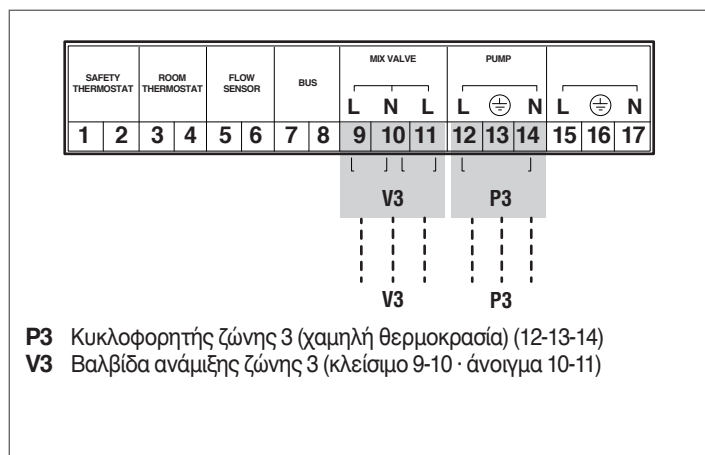 SAFETY THERMOSTAT
ROOM THERMOSTAT
FLOW SENSOR
BUS
MIX VALVE
PUMP
L N L L N L N
1 2 3 4 5 6 7 8 9 10 11 12 13 14 15 16 17
V3 P3
V3 P3
P3 Κυκλοφορητής ζώνης 3 (χαμηλή θερμοκρασία) (12-13-14)
V3 Βαλβίδα ανάμιξης ζώνης 3 (κλείσιμο 9-10 · άνοιγμα 10-11)